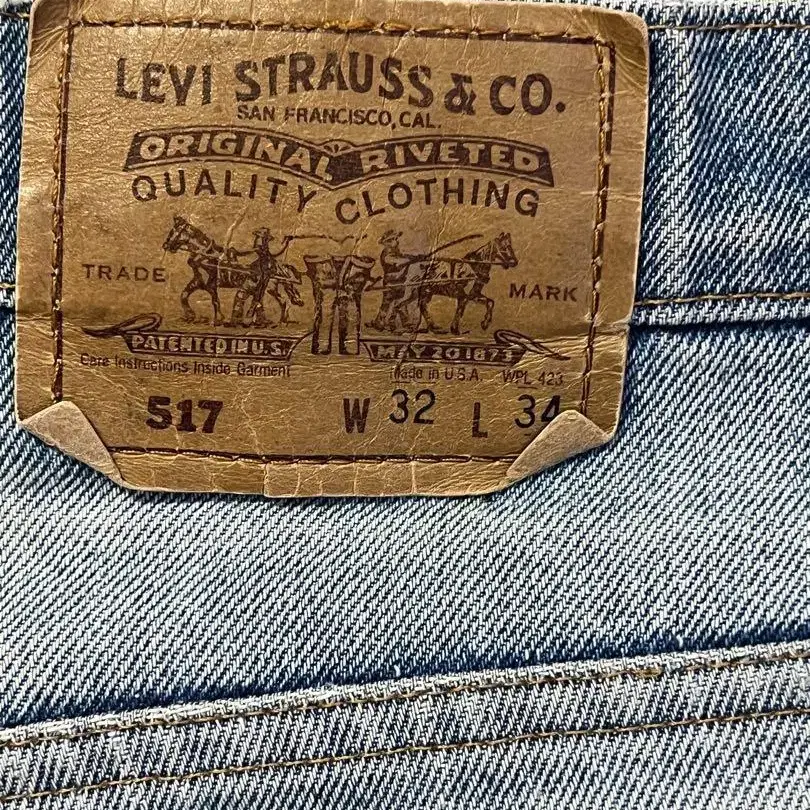 LEVI STRAUSS & CO.
SAN FRANCISCO, CAL.
ORIGINAL RIVETED
QUALITY CLOTHING
TRADE MARK
PATENTED IN U.S. MAY 20 1873
Care Instructions Inside Garment Made in U.S.A. WPL 423
517 W 32 L 34